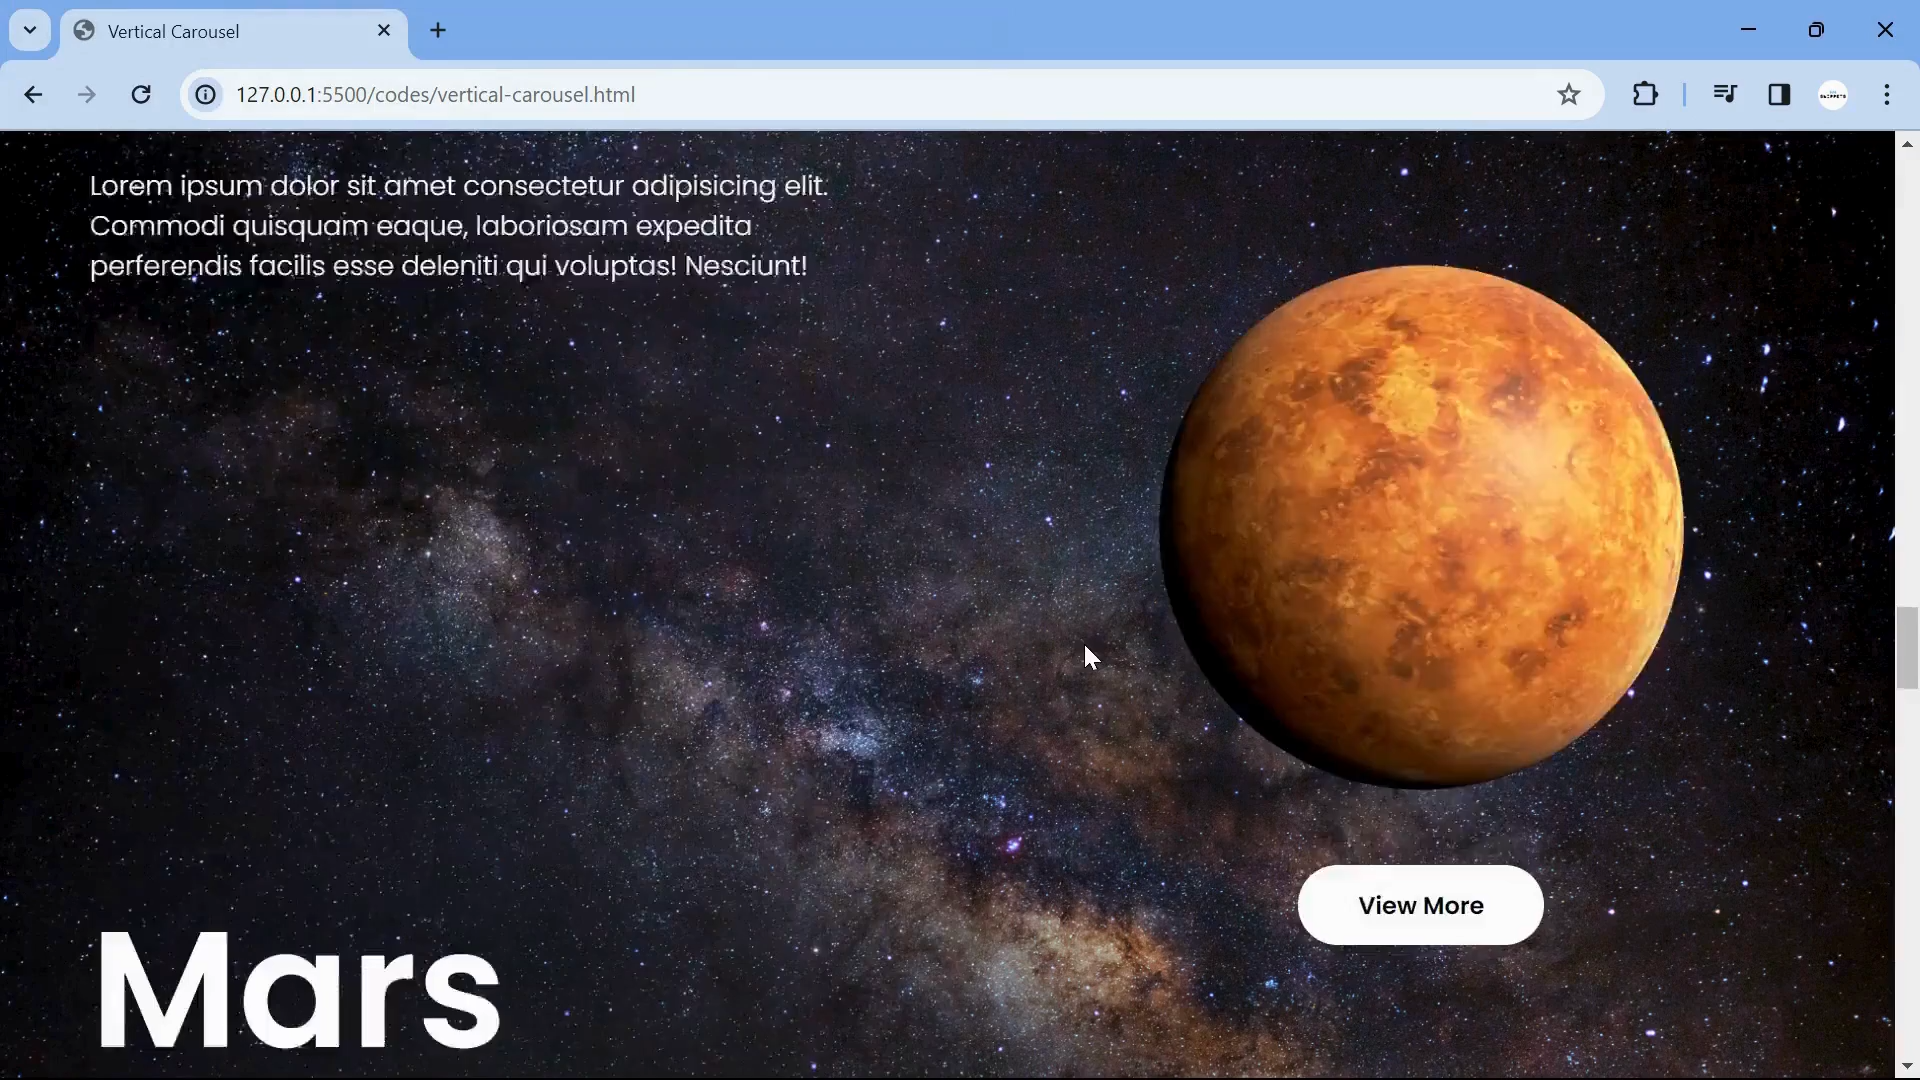 Vertical Carousel
127.0.0.1:5500/codes/vertical-carousel.html
Lorem ipsum dolor sit amet consectetur adipisicing elit.
Commodi quisquam eaque, laboriosam expedita
perferendis facilis esse deleniti qui voluptas! Nesciunt!
View More
Mars